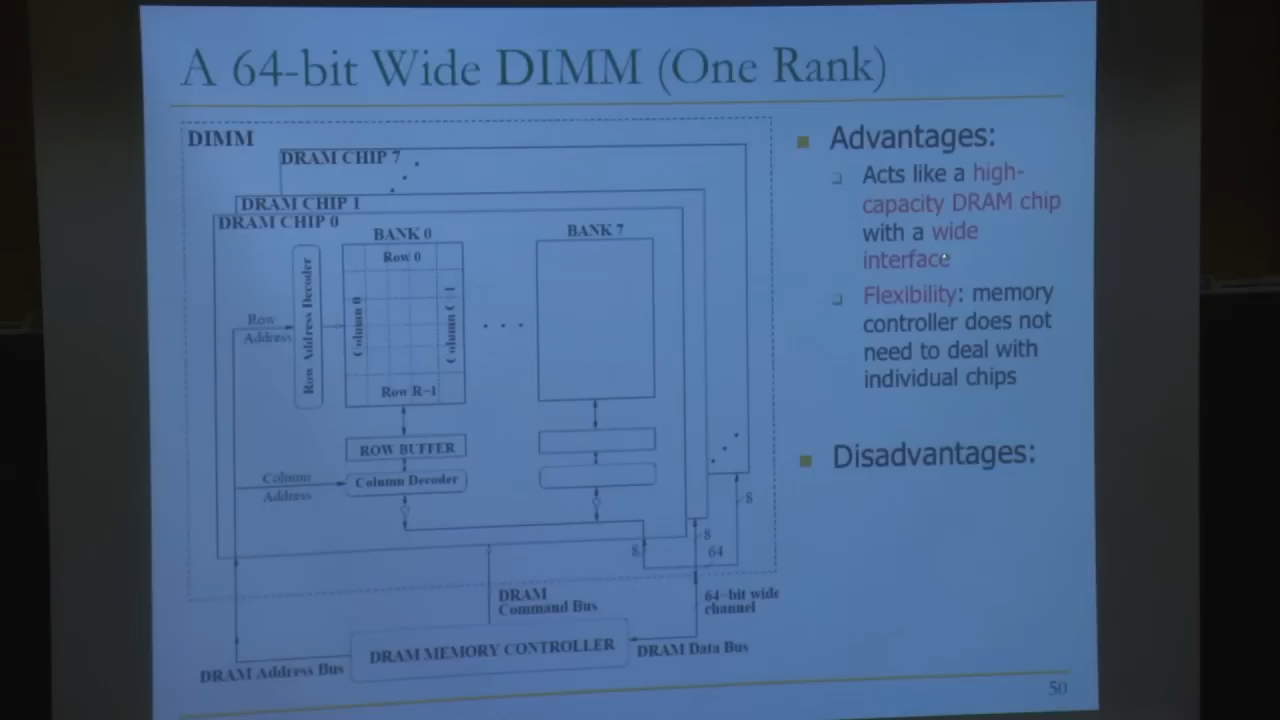 A 64-bit Wide DIMM (One Rank)
DIMM
DRAM CHIP 7
DRAM CHIP 1
DRAM CHIP 0
BANK 0
BANK 7
Row 0
Row Address Decoder
Column 0
Column C-1
Row
Address
Row R-1
ROW BUFFER
Column
Address
Column Decoder
8
8
8
64
DRAM
Command Bus
64-bit wide
channel
DRAM MEMORY CONTROLLER
DRAM Data Bus
DRAM Address Bus
Advantages:
Acts like a high-
capacity DRAM chip
with a wide
interface
Flexibility: memory
controller does not
need to deal with
individual chips
Disadvantages:
50